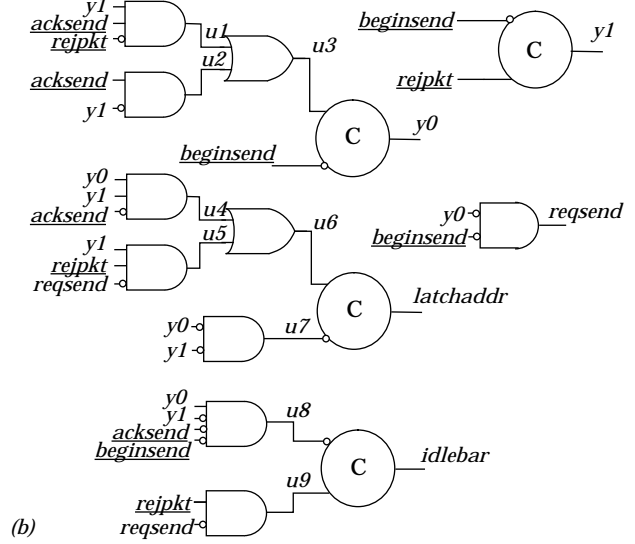 y1
acksend
rejpkt
u1
acksend
y1
u2
u3
beginsend
C
y0
beginsend
rejpkt
C
y1
y0
y1
acksend
u4
y1
rejpkt
reqsend
u5
u6
y0
y1
u7
C
latchaddr
y0
beginsend
reqsend
y0
y1
acksend
beginsend
u8
rejpkt
reqsend
u9
C
idlebar
(b)